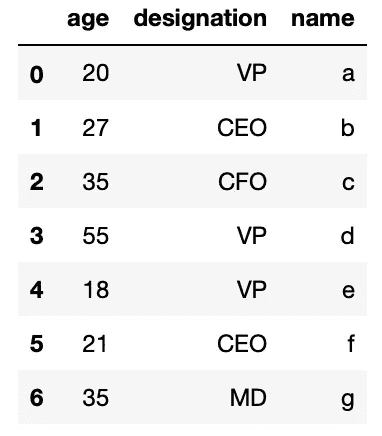 age designation name
0 20 VP a
1 27 CEO b
2 35 CFO c
3 55 VP d
4 18 VP e
5 21 CEO f
6 35 MD g